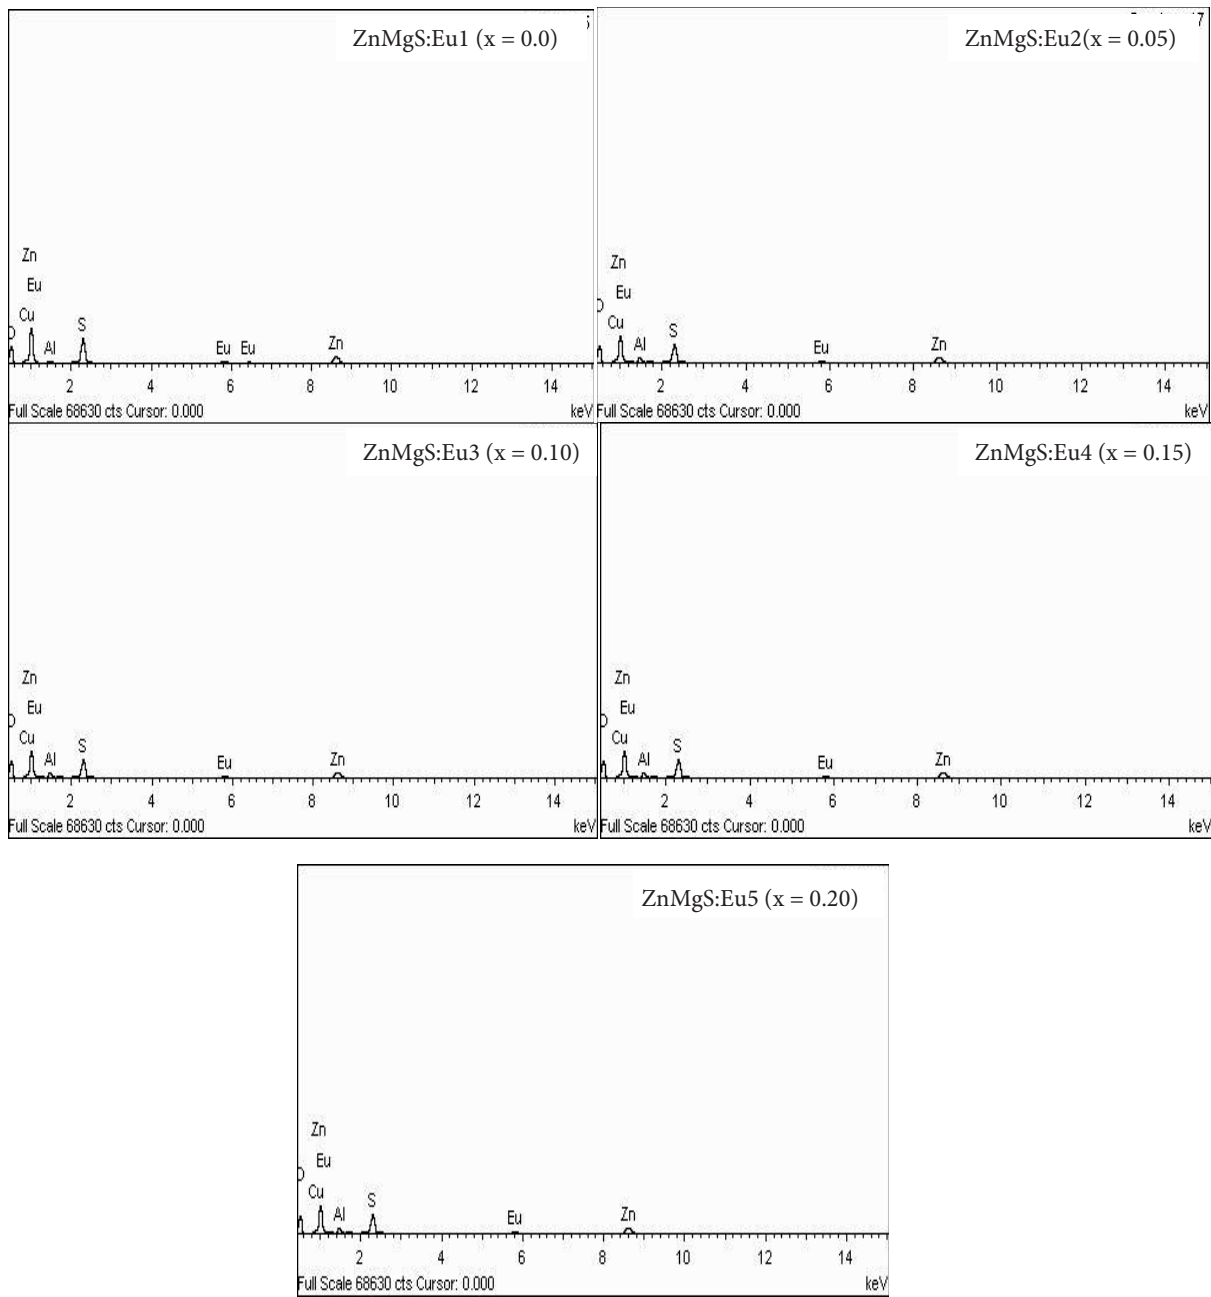 ZnMgS:Eu1 (x = 0.0)
Zn
Eu
Cu
Al
S
Eu
Eu
Zn
2 4 6 8 10 12 14
Full Scale 68630 cts Cursor: 0.000 keV
7
ZnMgS:Eu2(x = 0.05)
Zn
Eu
Cu
Al
S
Eu
Zn
2 4 6 8 10 12 14
Full Scale 68630 cts Cursor: 0.000 keV
ZnMgS:Eu3 (x = 0.10)
Zn
Eu
Cu
Al
S
Eu
Zn
2 4 6 8 10 12 14
Full Scale 68630 cts Cursor: 0.000 keV
ZnMgS:Eu4 (x = 0.15)
Zn
Eu
Cu
Al
S
Eu
Zn
2 4 6 8 10 12 14
Full Scale 68630 cts Cursor: 0.000 keV
ZnMgS:Eu5 (x = 0.20)
Zn
Eu
Cu
Al
S
Eu
Zn
2 4 6 8 10 12 14
Full Scale 68630 cts Cursor: 0.000 keV